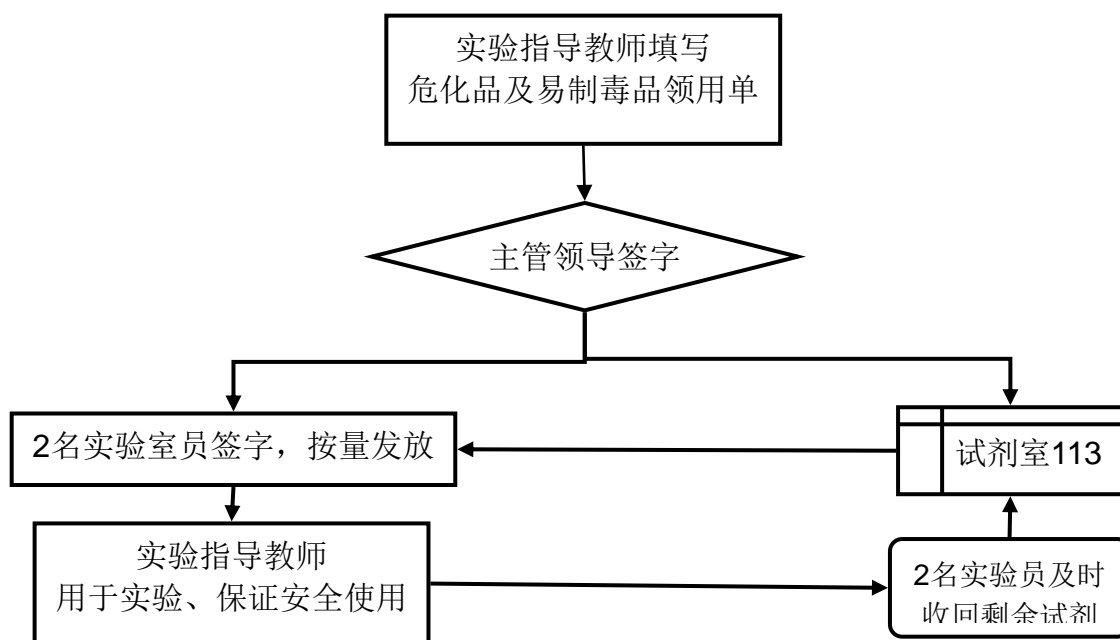 实验指导教师填写
危化品及易制毒品领用单
主管领导签字
2名实验室员签字，按量发放
试剂室113
实验指导教师
用于实验、保证安全使用
2名实验员及时
收回剩余试剂